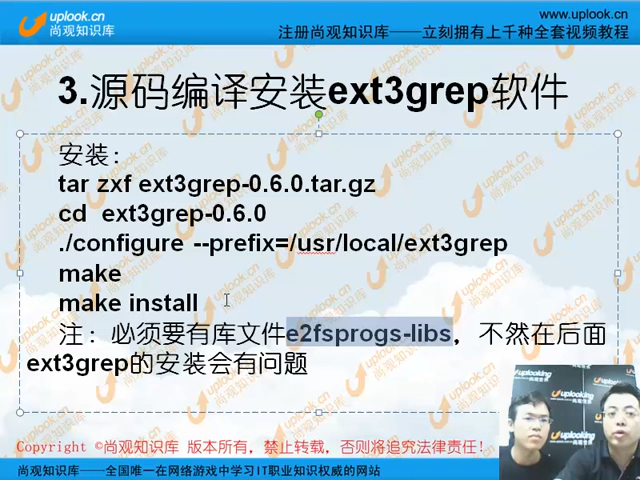 uplook.cn
尚观知识库
www.uplook.cn
注册尚观知识库——立刻拥有上千种全套视频教程
3.源码编译安装ext3grep软件
安装：
tar zxf ext3grep-0.6.0.tar.gz
cd ext3grep-0.6.0
./configure --prefix=/usr/local/ext3grep
make
make install
注：必须要有库文件e2fsprogs-libs，不然在后面
ext3grep的安装会有问题
uplooking
uplooking
Copyright ©尚观知识库 版本所有，禁止转载，否则将追究法律责任！
尚观知识库——全国唯一在网络游戏中学习IT职业知识权威的网站